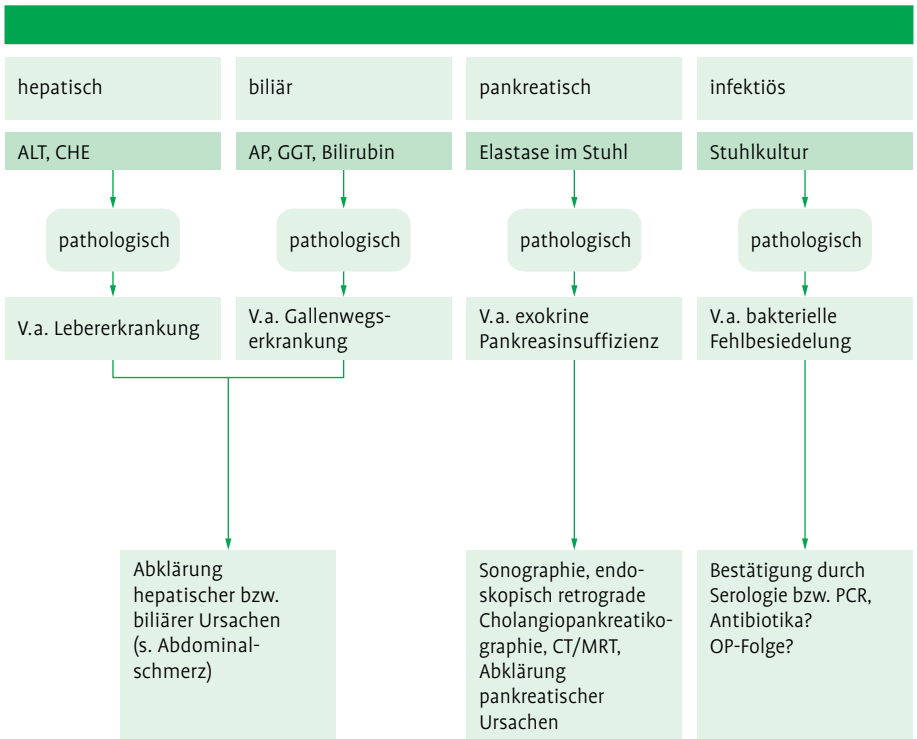 hepatisch
biliär
pankreatisch
infektiös
ALT, CHE
AP, GGT, Bilirubin
Elastase im Stuhl
Stuhlkultur
pathologisch
pathologisch
pathologisch
pathologisch
V.a. Lebererkrankung
V.a. Gallenwegs-
erkrankung
V.a. exokrine
Pankreasinsuffizienz
V.a. bakterielle
Fehlbesiedelung
Abklärung
hepatischer bzw.
biliärer Ursachen
(s. Abdominal-
schmerz)
Sonographie, endo-
skopisch retrograde
Cholangiopankreatiko-
graphie, CT/MRT,
Abklärung
pankreatischer
Ursachen
Bestätigung durch
Serologie bzw. PCR,
Antibiotika?
OP-Folge?